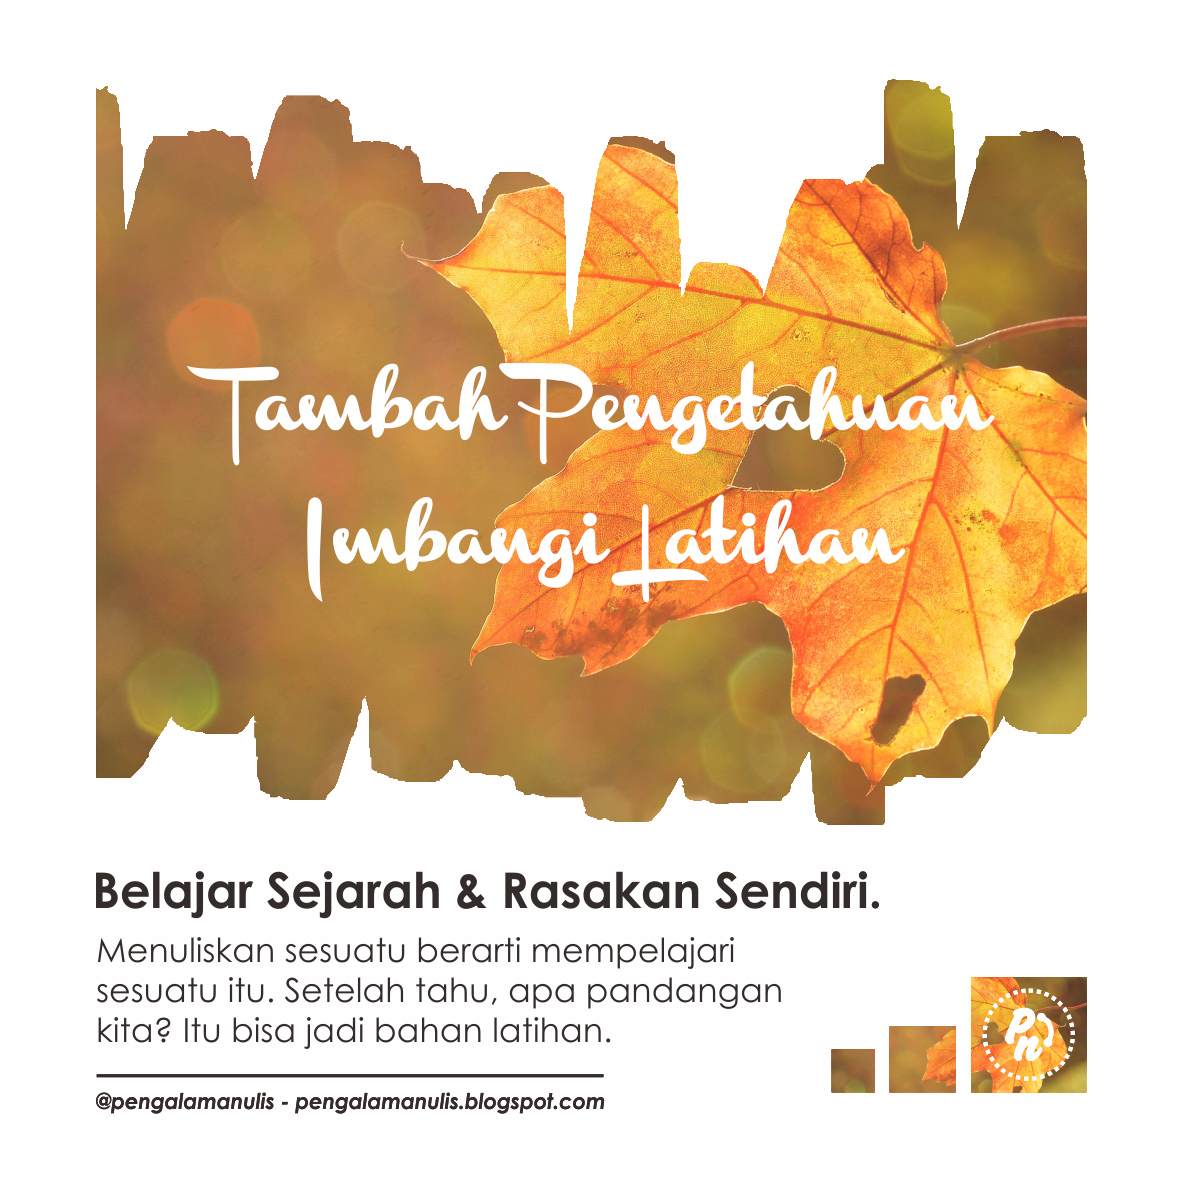 Tambah Pengetahuan
Imbangi Latihan
Belajar Sejarah & Rasakan Sendiri.
Menuliskan sesuatu berarti mempelajari
sesuatu itu. Setelah tahu, apa pandangan
kita? Itu bisa jadi bahan latihan.
Pn
@pengalamanulis - pengalamanulis.blogspot.com